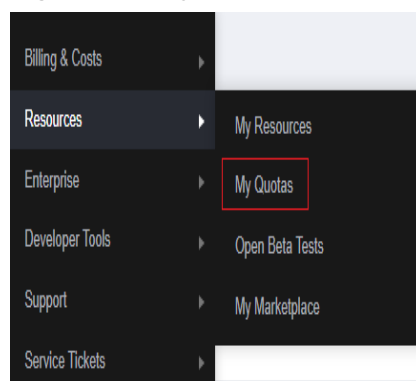 Billing & Costs
Resources
My Resources
Enterprise
My Quotas
Developer Tools
Open Beta Tests
Support
My Marketplace
Service Tickets